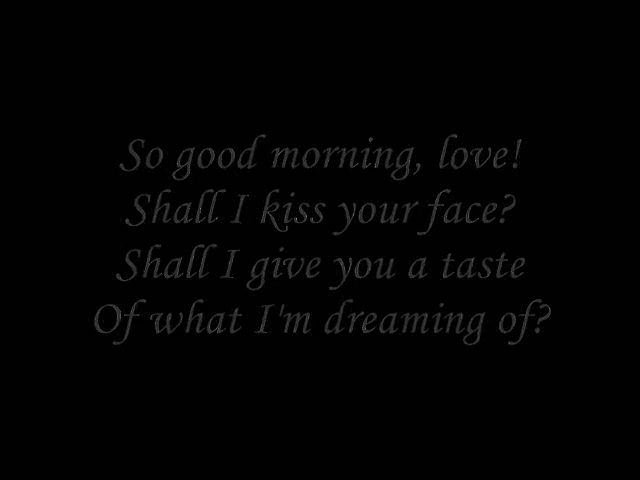 So good morning, love!
Shall I kiss your face?
Shall I give you a taste
Of what I'm dreaming of?